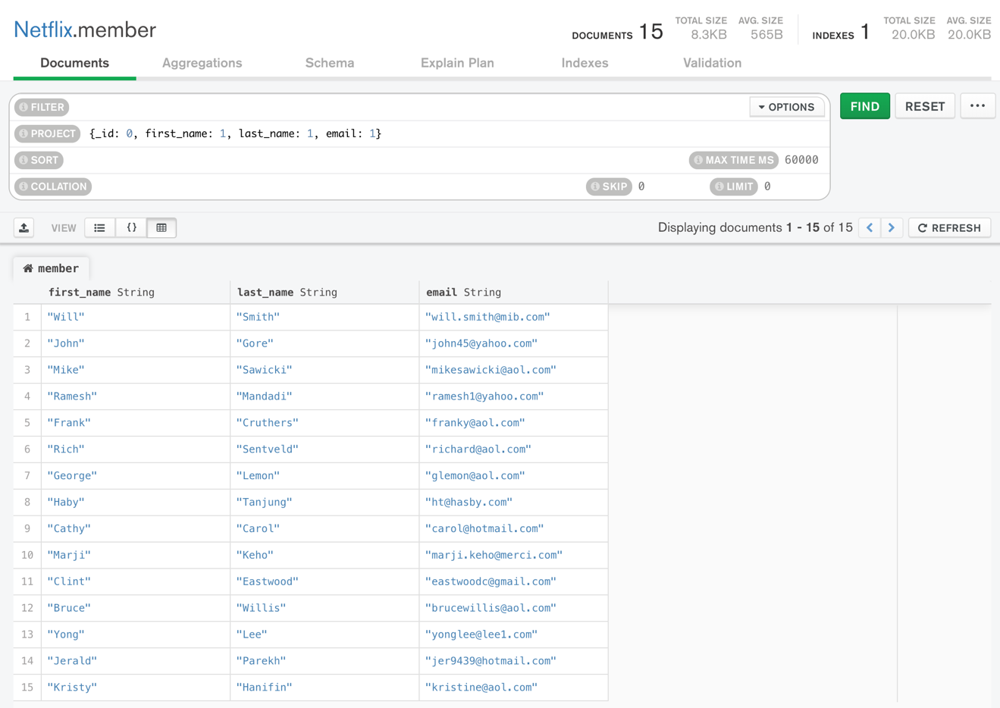 Netflix.member
DOCUMENTS 15 TOTAL SIZE 8.3KB AVG. SIZE 565B INDEXES 1 TOTAL SIZE 20.0KB AVG. SIZE 20.0KB
Documents Aggregations Schema Explain Plan Indexes Validation
FILTER OPTIONS FIND RESET ...
PROJECT {_id: 0, first_name: 1, last_name: 1, email: 1}
SORT MAX TIME MS 60000
COLLATION SKIP 0 LIMIT 0
VIEW {} Displaying documents 1 - 15 of 15 REFRESH
member
first_name String last_name String email String
1 "Will" "Smith" "will.smith@mib.com"
2 "John" "Gore" "john45@yahoo.com"
3 "Mike" "Sawicki" "mikesawicki@aol.com"
4 "Ramesh" "Mandadi" "ramesh1@yahoo.com"
5 "Frank" "Cruthers" "franky@aol.com"
6 "Rich" "Sentveld" "richard@aol.com"
7 "George" "Lemon" "glemon@aol.com"
8 "Haby" "Tanjung" "ht@hasby.com"
9 "Cathy" "Carol" "carol@hotmail.com"
10 "Marji" "Keho" "marji.keho@merci.com"
11 "Clint" "Eastwood" "eastwoodc@gmail.com"
12 "Bruce" "Willis" "brucewillis@aol.com"
13 "Yong" "Lee" "yonglee@lee1.com"
14 "Jerald" "Parekh" "jer9439@hotmail.com"
15 "Kristy" "Hanifin" "kristine@aol.com"